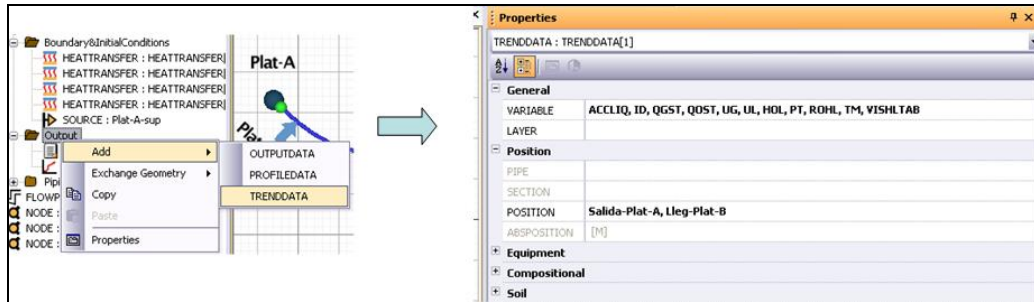 Boundary&InitialConditions
HEATTRANSFER : HEATTRANSFER[
HEATTRANSFER : HEATTRANSFER[
HEATTRANSFER : HEATTRANSFER[
HEATTRANSFER : HEATTRANSFER[
SOURCE : Plat-A-sup
Output
Add
Exchange Geometry
Copy
Paste
Properties
OUTPUTDATA
PROFILEDATA
TRENDDATA
Pipi
FLOWP
NODE :
NODE :
NODE :
Plat-A
Plat
Properties
TRENDDATA : TRENDDATA[1]
General
VARIABLE ACCLIQ, ID, QGST, QOST, UG, UL, HOL, PT, ROHL, TM, VISHLTAB
LAYER
Position
PIPE
SECTION
POSITION Salida-Plat-A, Lleg-Plat-B
ABSPOSITION [M]
Equipment
Compositional
Soil